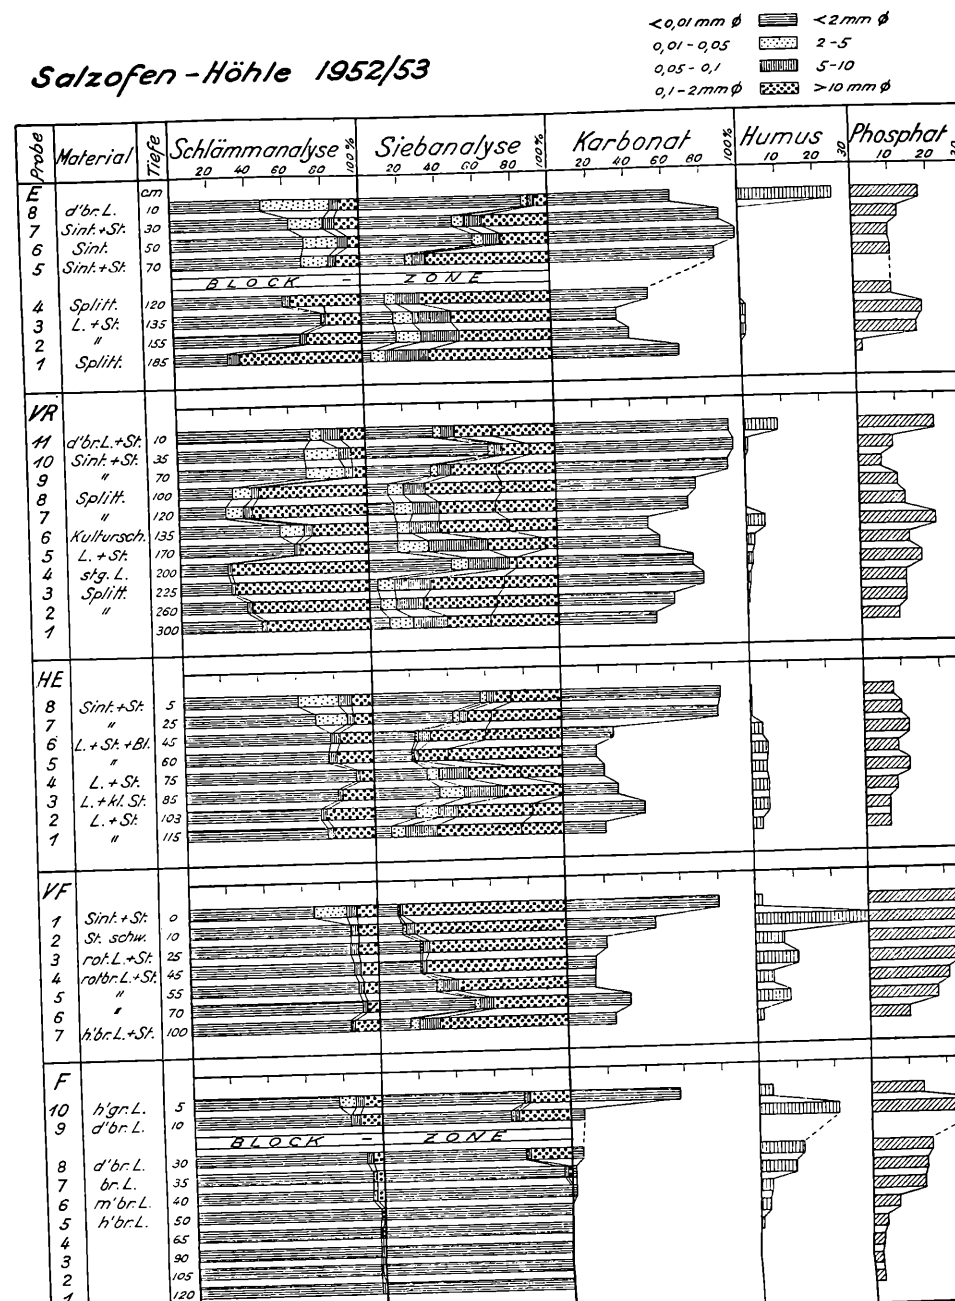 <0,01 mm ø <2 mm ø
0,01-0,05 2-5
0,05-0,1 5-10
0,1-2 mm ø >10 mm ø
Salzofen-Höhle 1952/53
Probe Material Tiefe Schlämmanalyse 100% Siebanalyse 100% Karbonat 100% Humus 30 Phosphat 30
20 40 60 80 20 40 60 80 20 40 60 80 10 20 10 20
E cm
8 d'br. L. 10
7 Sint.+St. 30
6 Sint. 50
5 Sint.+St. 70
BLOCK - ZONE
4 Splitt. 120
3 L.+St. 135
2 " 155
1 Splitt. 185
VR
11 d'br.L.+St. 10
10 Sint.+St. 35
9 " 70
8 Splitt. 100
7 " 120
6 Kultursch. 135
5 L.+St. 170
4 stg. L. 200
3 Splitt. 225
2 " 260
1 300
HE
8 Sint.+St. 5
7 " 25
6 L.+St.+Bl. 45
5 " 60
4 L.+St. 75
3 L.+kl.St. 85
2 L.+St. 103
1 " 115
VF
1 Sint.+St. 0
2 St. schw. 10
3 rot.L.+St. 25
4 rotbr.L.+St. 45
5 " 55
6 " 70
7 h'br.L.+St. 100
F
10 h'gr.L. 5
9 d'br.L. 10
BLOCK - ZONE
8 d'br.L. 30
7 br.L. 35
6 m'br.L. 40
5 h'br.L. 50
4 65
3 90
2 105
1 120